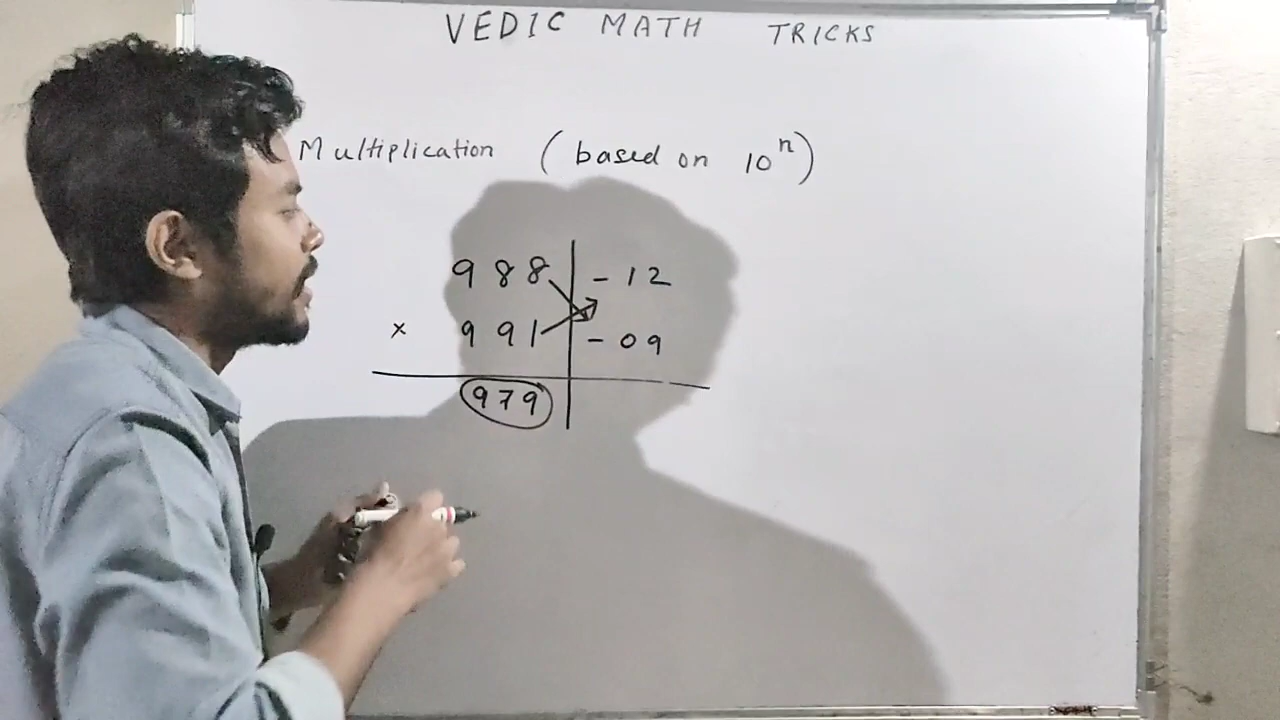 VEDIC MATH TRICKS
Multiplication (based on 10ⁿ)
988 | - 12
× 991 | - 09
979